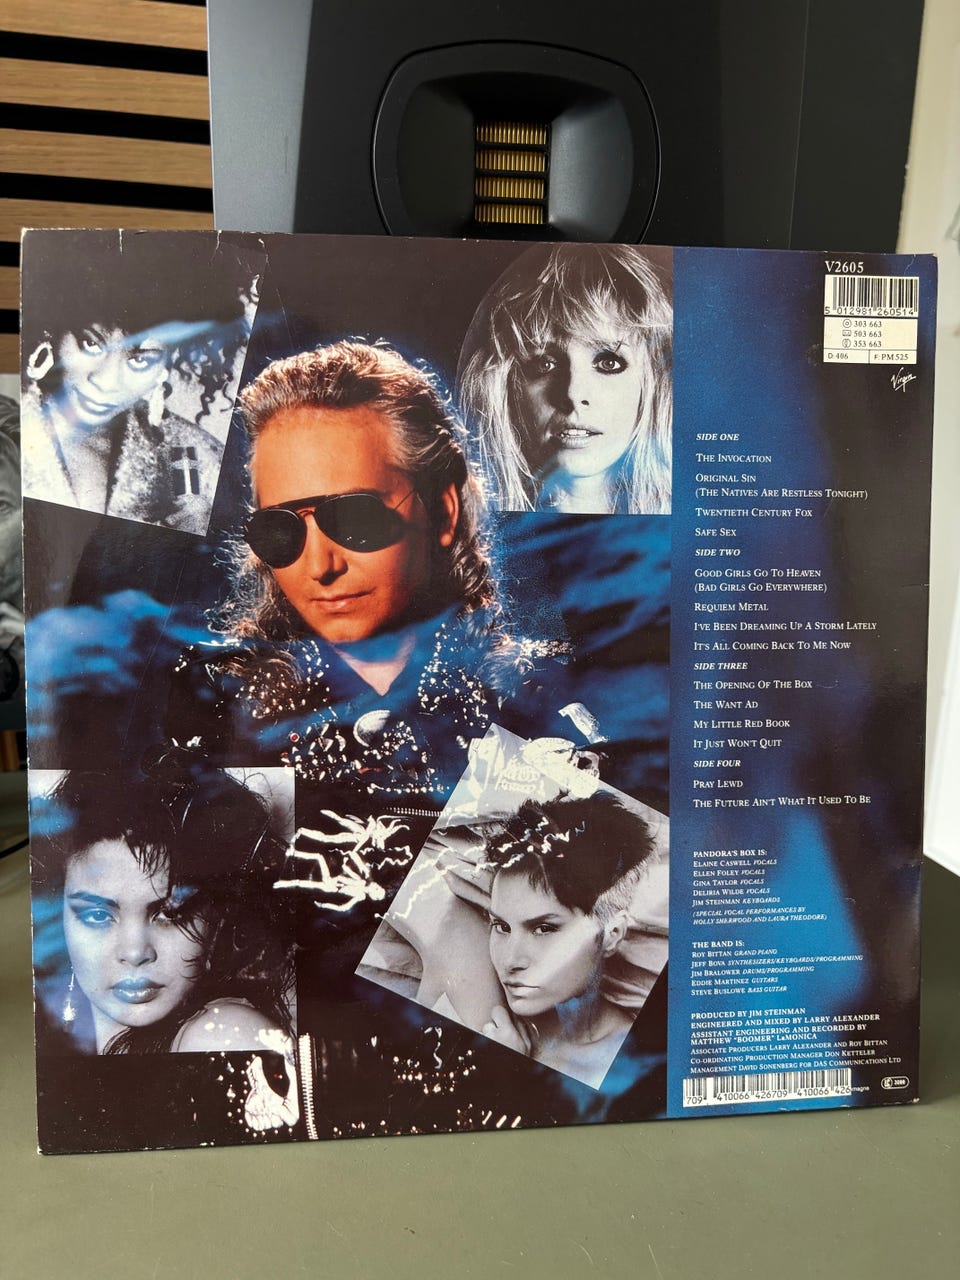 V2605
5 012981 260514
303 663
503 663
353 663
D: 406
F: PM 525
Virgin
SIDE ONE
THE INVOCATION
ORIGINAL SIN
(THE NATIVES ARE RESTLESS TONIGHT)
TWENTIETH CENTURY FOX
SAFE SEX
SIDE TWO
GOOD GIRLS GO TO HEAVEN
(BAD GIRLS GO EVERYWHERE)
REQUIEM METAL
I'VE BEEN DREAMING UP A STORM LATELY
IT'S ALL COMING BACK TO ME NOW
SIDE THREE
THE OPENING OF THE BOX
THE WANT AD
MY LITTLE RED BOOK
IT JUST WON'T QUIT
SIDE FOUR
PRAY LEWD
THE FUTURE AIN'T WHAT IT USED TO BE
PANDORA'S BOX IS:
ELAINE CASWELL VOCALS
ELLEN FOLEY VOCALS
GINA TAYLOR VOCALS
DELIRIA WILDE VOCALS
JIM STEINMAN KEYBOARDS
(SPECIAL VOCAL PERFORMANCES BY
HOLLY SHERWOOD AND LAURA THEODORE)
THE BAND IS:
ROY BITTAN GRAND PIANO
JEFF BOVA SYNTHESIZERS/KEYBOARDS/PROGRAMMING
JIM BRALOWER DRUMS/PROGRAMMING
EDDIE MARTINEZ GUITARS
STEVE BUSLOWE BASS GUITAR
PRODUCED BY JIM STEINMAN
ENGINEERED AND MIXED BY LARRY ALEXANDER
ASSISTANT ENGINEERING AND RECORDED BY
MATTHEW "BOOMER" LaMONICA
ASSOCIATE PRODUCERS LARRY ALEXANDER AND ROY BITTAN
CO-ORDINATING PRODUCTION MANAGER DON KETTELER
MANAGEMENT DAVID SONENBERG FOR DAS COMMUNICATIONS LTD
709 410066 426709 410066 426